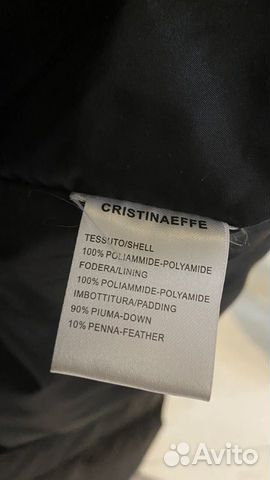 CRISTINAEFFE
TESSUTO/SHELL
100% POLIAMMIDE-POLYAMIDE
FODERA/LINING
100% POLIAMMIDE-POLYAMIDE
IMBOTTITURA/PADDING
90% PIUMA-DOWN
10% PENNA-FEATHER
Avito